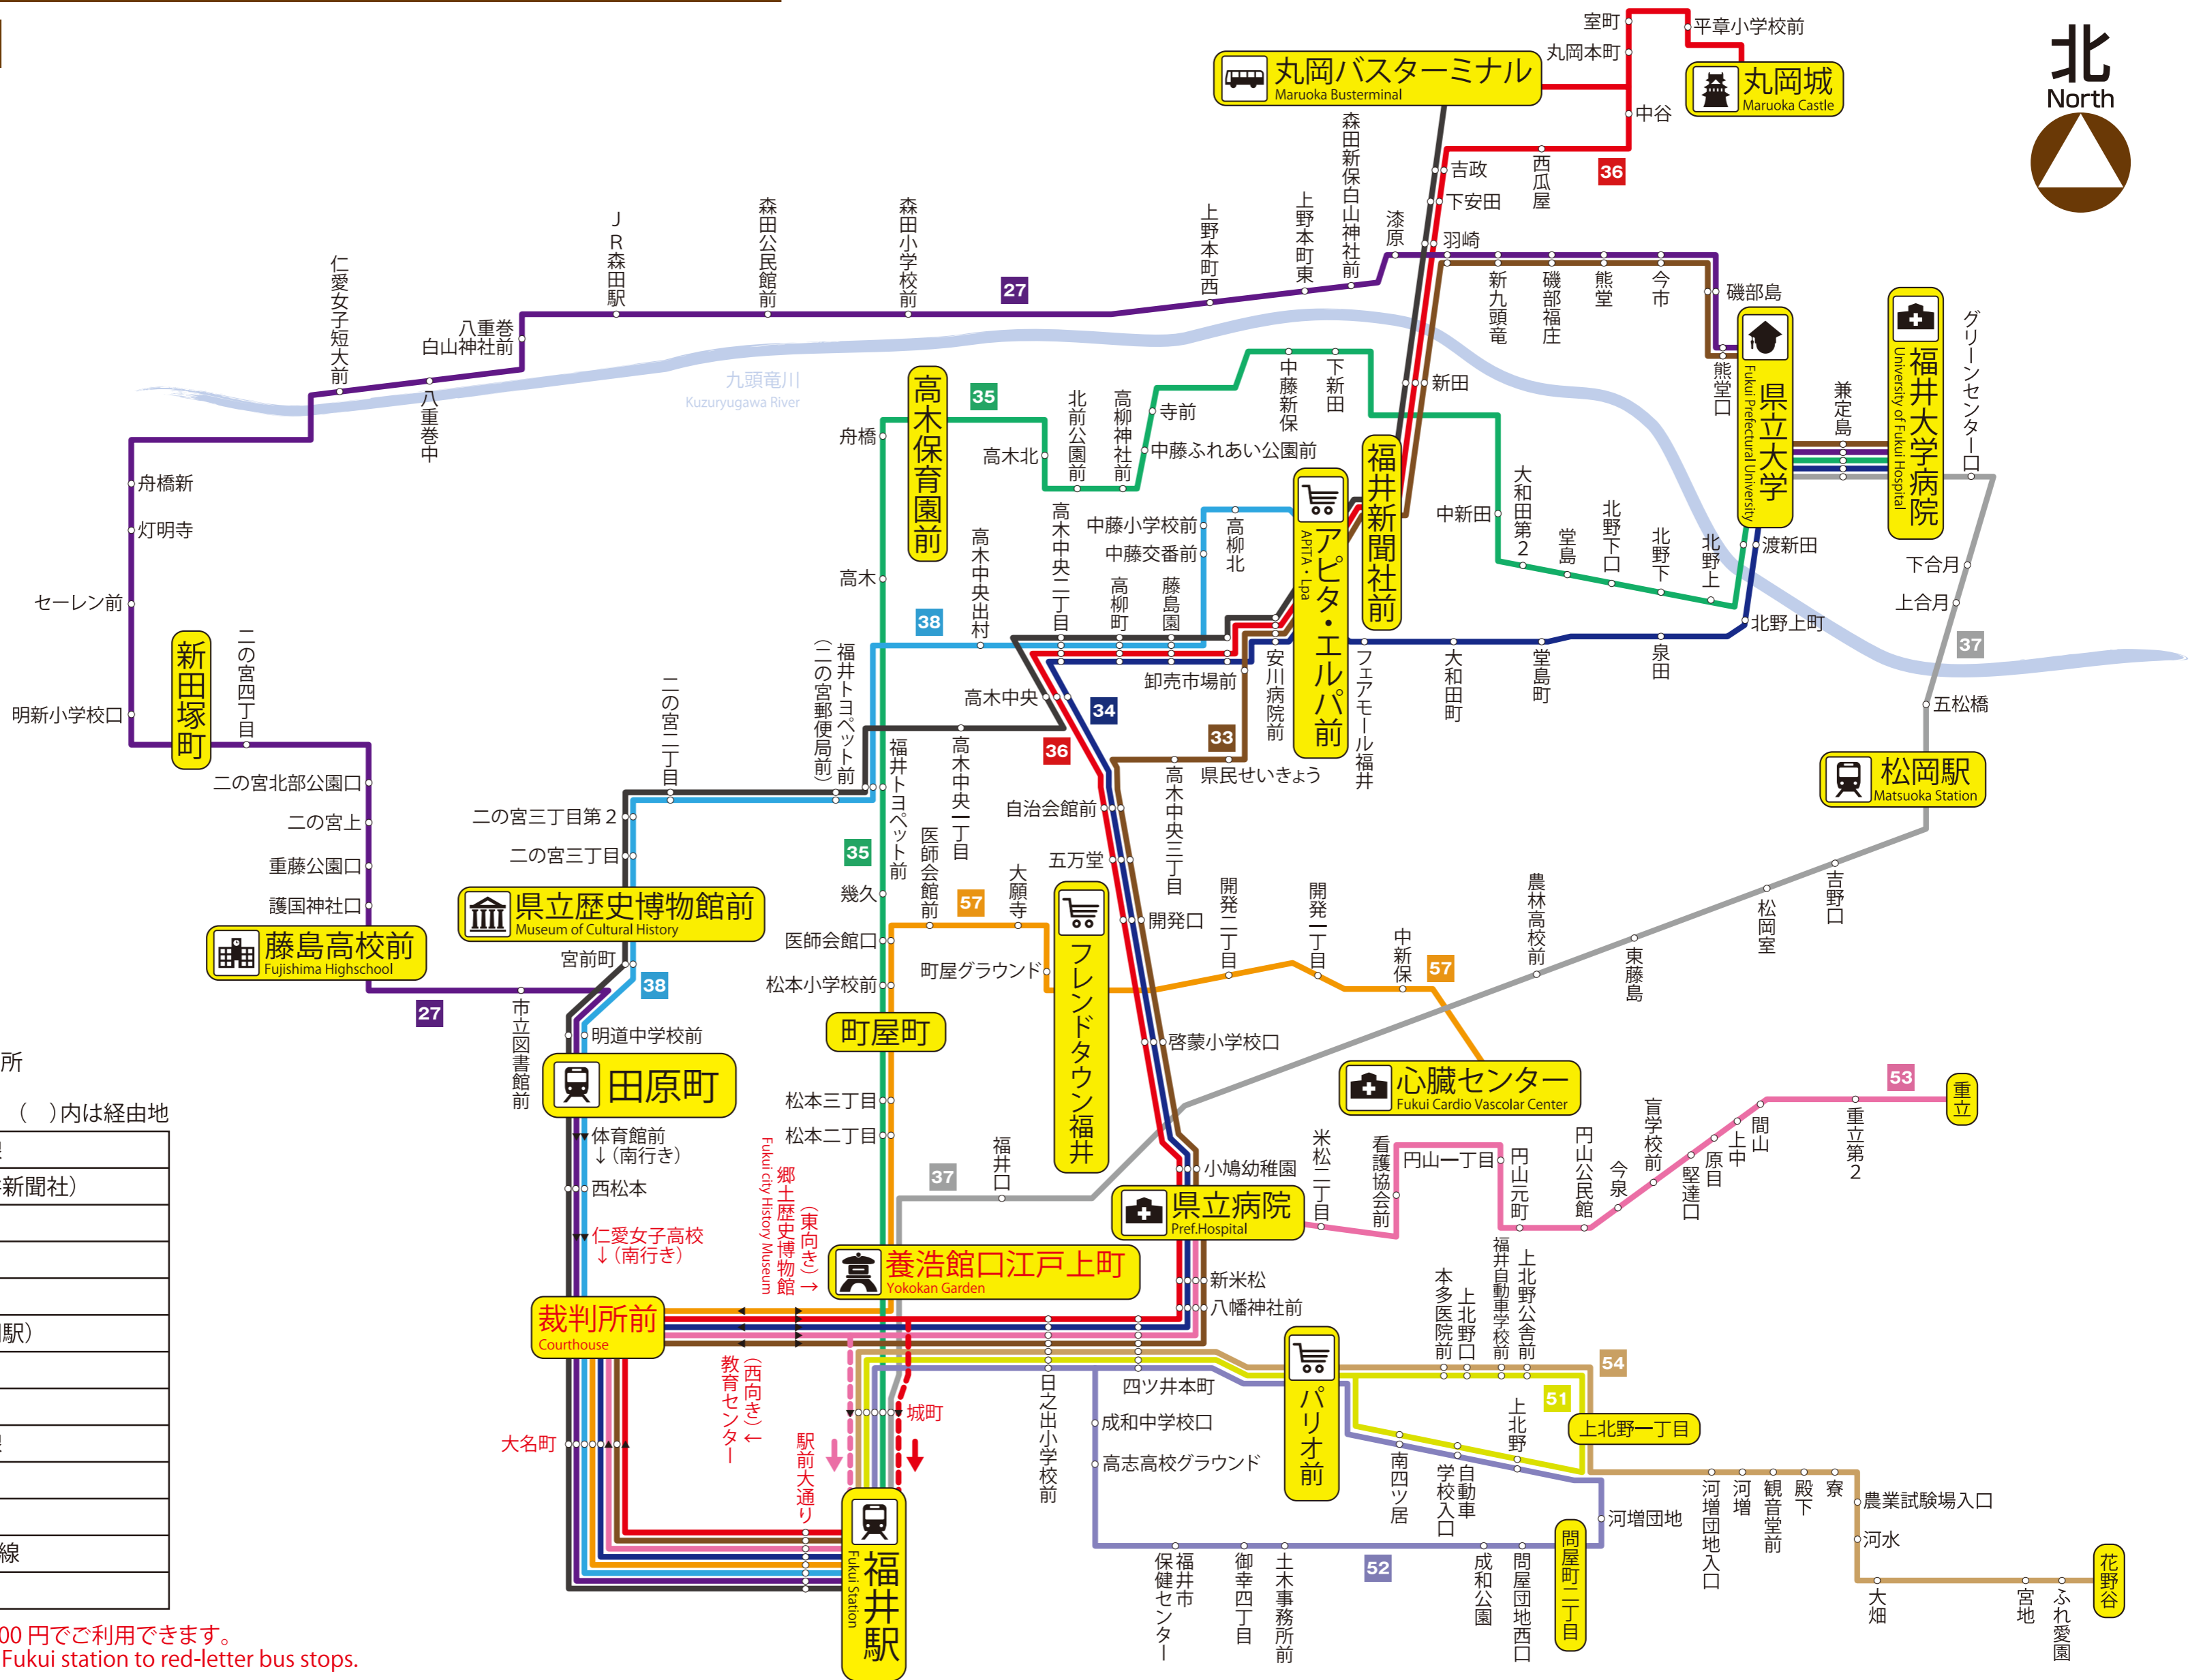 北
North
室町
平章小学校前
丸岡本町
丸岡バスターミナル
Maruoka Busterminal
丸岡城
Maruoka Castle
中谷
吉政
西瓜屋
36
下安田
森田新保白山神社前
漆原
羽崎
上野本町東
上野本町西
森田小学校前
森田公民館前
JR森田駅
仁愛女子短大前
27
新九頭竜
磯部福庄
熊堂
今市
磯部島
八重巻
白山神社前
八重巻中
九頭竜川
Kuzuryugawa River
熊堂口
県立大学
Fukui Prefectural University
福井大学病院
University of Fukui Hospital
グリーンセンター口
兼定島
高木保育園前
35
舟橋
高木北
北前公園前
高柳神社前
寺前
中藤ふれあい公園前
中藤新保
下新田
新田
福井新聞社前
アピタ・エルパ前
APiTA・Lpa
中新田
大和田第2
堂島
北野下口
北野下
北野上
渡新田
北野上町
下合月
上合月
37
五松橋
松岡駅
Matsuoka Station
舟橋新
灯明寺
セーレン前
新田塚町
二の宮四丁目
明新小学校口
二の宮北部公園口
二の宮上
重藤公園口
護国神社口
藤島高校前
Fujishima Highschool
27
市立図書館前
高木
38
高木中央出村
高木中央二丁目
高柳町
藤島園
中藤小学校前
中藤交番前
高柳北
卸売市場前
安川病院前
フェアモール福井
大和田町
堂島町
泉田
高木中央
34
36
33
高木中央三丁目
県民せいきょう
福井トヨペット前
(二の宮郵便局前)
福井トヨペット前
高木中央一丁目
二の宮二丁目
二の宮三丁目第2
二の宮三丁目
県立歴史博物館前
Museum of Cultural History
宮前町
38
明道中学校前
田原町
体育館前
↓(南行き)
西松本
仁愛女子高校
↓(南行き)
裁判所前
Courthouse
大名町
35
幾久
医師会館前
57
大願寺
医師会館口
松本小学校前
町屋グラウンド
町屋町
松本三丁目
松本二丁目
自治会館前
五万堂
フレンドタウン福井
開発口
開発二丁目
開発一丁目
中新保
57
啓蒙小学校口
心臓センター
Fukui Cardio Vascolar Center
農林高校前
東藤島
松岡室
吉野口
福井口
37
小鳩幼稚園
県立病院
Pref.Hospital
米松二丁目
看護協会前
円山一丁目
円山元町
円山公民館
今泉
盲学校前
堅達口
原目
上中
間山
重立第2
53
重立
郷土歴史博物館
(東向き)→
Fukui city History Museum
養浩館口江戸上町
Yokokan Garden
新米松
八幡神社前
教育センター
(西向き)←
城町
駅前大通り
福井駅
Fukui Station
日之出小学校前
四ツ井本町
パリオ前
本多医院前
上北野口
福井自動車学校前
上北野公舎前
54
51
上北野一丁目
上北野
南四ツ居
自動車
学校入口
成和中学校口
高志高校グラウンド
福井市
保健センター
御幸四丁目
土木事務所前
52
成和公園
問屋団地西口
問屋町二丁目
河増団地
河増団地入口
河増
観音堂前
殿下
寮
農業試験場入口
河水
大畑
宮地
ふれ愛園
花野谷
所
( )内は経由地
新聞社)
駅)
線
00 円でご利用できます。
Fukui station to red-letter bus stops.